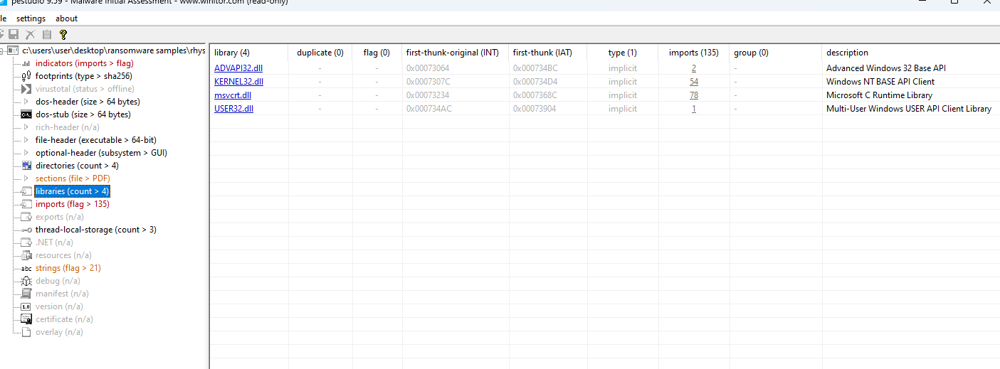 pestudio 9.59 - Malware Initial Assessment - www.winitor.com (read-only)
le settings about
c:\users\user\desktop\ransomware samples\rhys
indicators (imports > flag)
footprints (type > sha256)
virustotal (status > offline)
dos-header (size > 64 bytes)
dos-stub (size > 64 bytes)
rich-header (n/a)
file-header (executable > 64-bit)
optional-header (subsystem > GUI)
directories (count > 4)
sections (file > PDF)
libraries (count > 4)
imports (flag > 135)
exports (n/a)
thread-local-storage (count > 3)
.NET (n/a)
resources (n/a)
abc strings (flag > 21)
debug (n/a)
manifest (n/a)
1.0 version (n/a)
certificate (n/a)
overlay (n/a)
library (4) duplicate (0) flag (0) first-thunk-original (INT) first-thunk (IAT) type (1) imports (135) group (0) description
ADVAPI32.dll - - 0x00073064 0x000734BC implicit 2 - Advanced Windows 32 Base API
KERNEL32.dll - - 0x0007307C 0x000734D4 implicit 54 - Windows NT BASE API Client
msvcrt.dll - - 0x00073234 0x0007368C implicit 78 - Microsoft C Runtime Library
USER32.dll - - 0x000734AC 0x00073904 implicit 1 - Multi-User Windows USER API Client Library